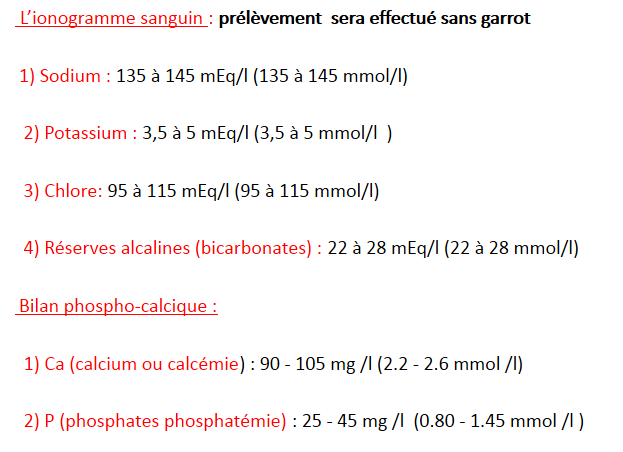 L’ionogramme sanguin : prélèvement sera effectué sans garrot
1) Sodium : 135 à 145 mEq/l (135 à 145 mmol/l)
2) Potassium : 3,5 à 5 mEq/l (3,5 à 5 mmol/l )
3) Chlore: 95 à 115 mEq/l (95 à 115 mmol/l)
4) Réserves alcalines (bicarbonates) : 22 à 28 mEq/l (22 à 28 mmol/l)
Bilan phospho-calcique :
1) Ca (calcium ou calcémie) : 90 - 105 mg /l (2.2 - 2.6 mmol /l)
2) P (phosphates phosphatémie) : 25 - 45 mg /l (0.80 - 1.45 mmol /l )